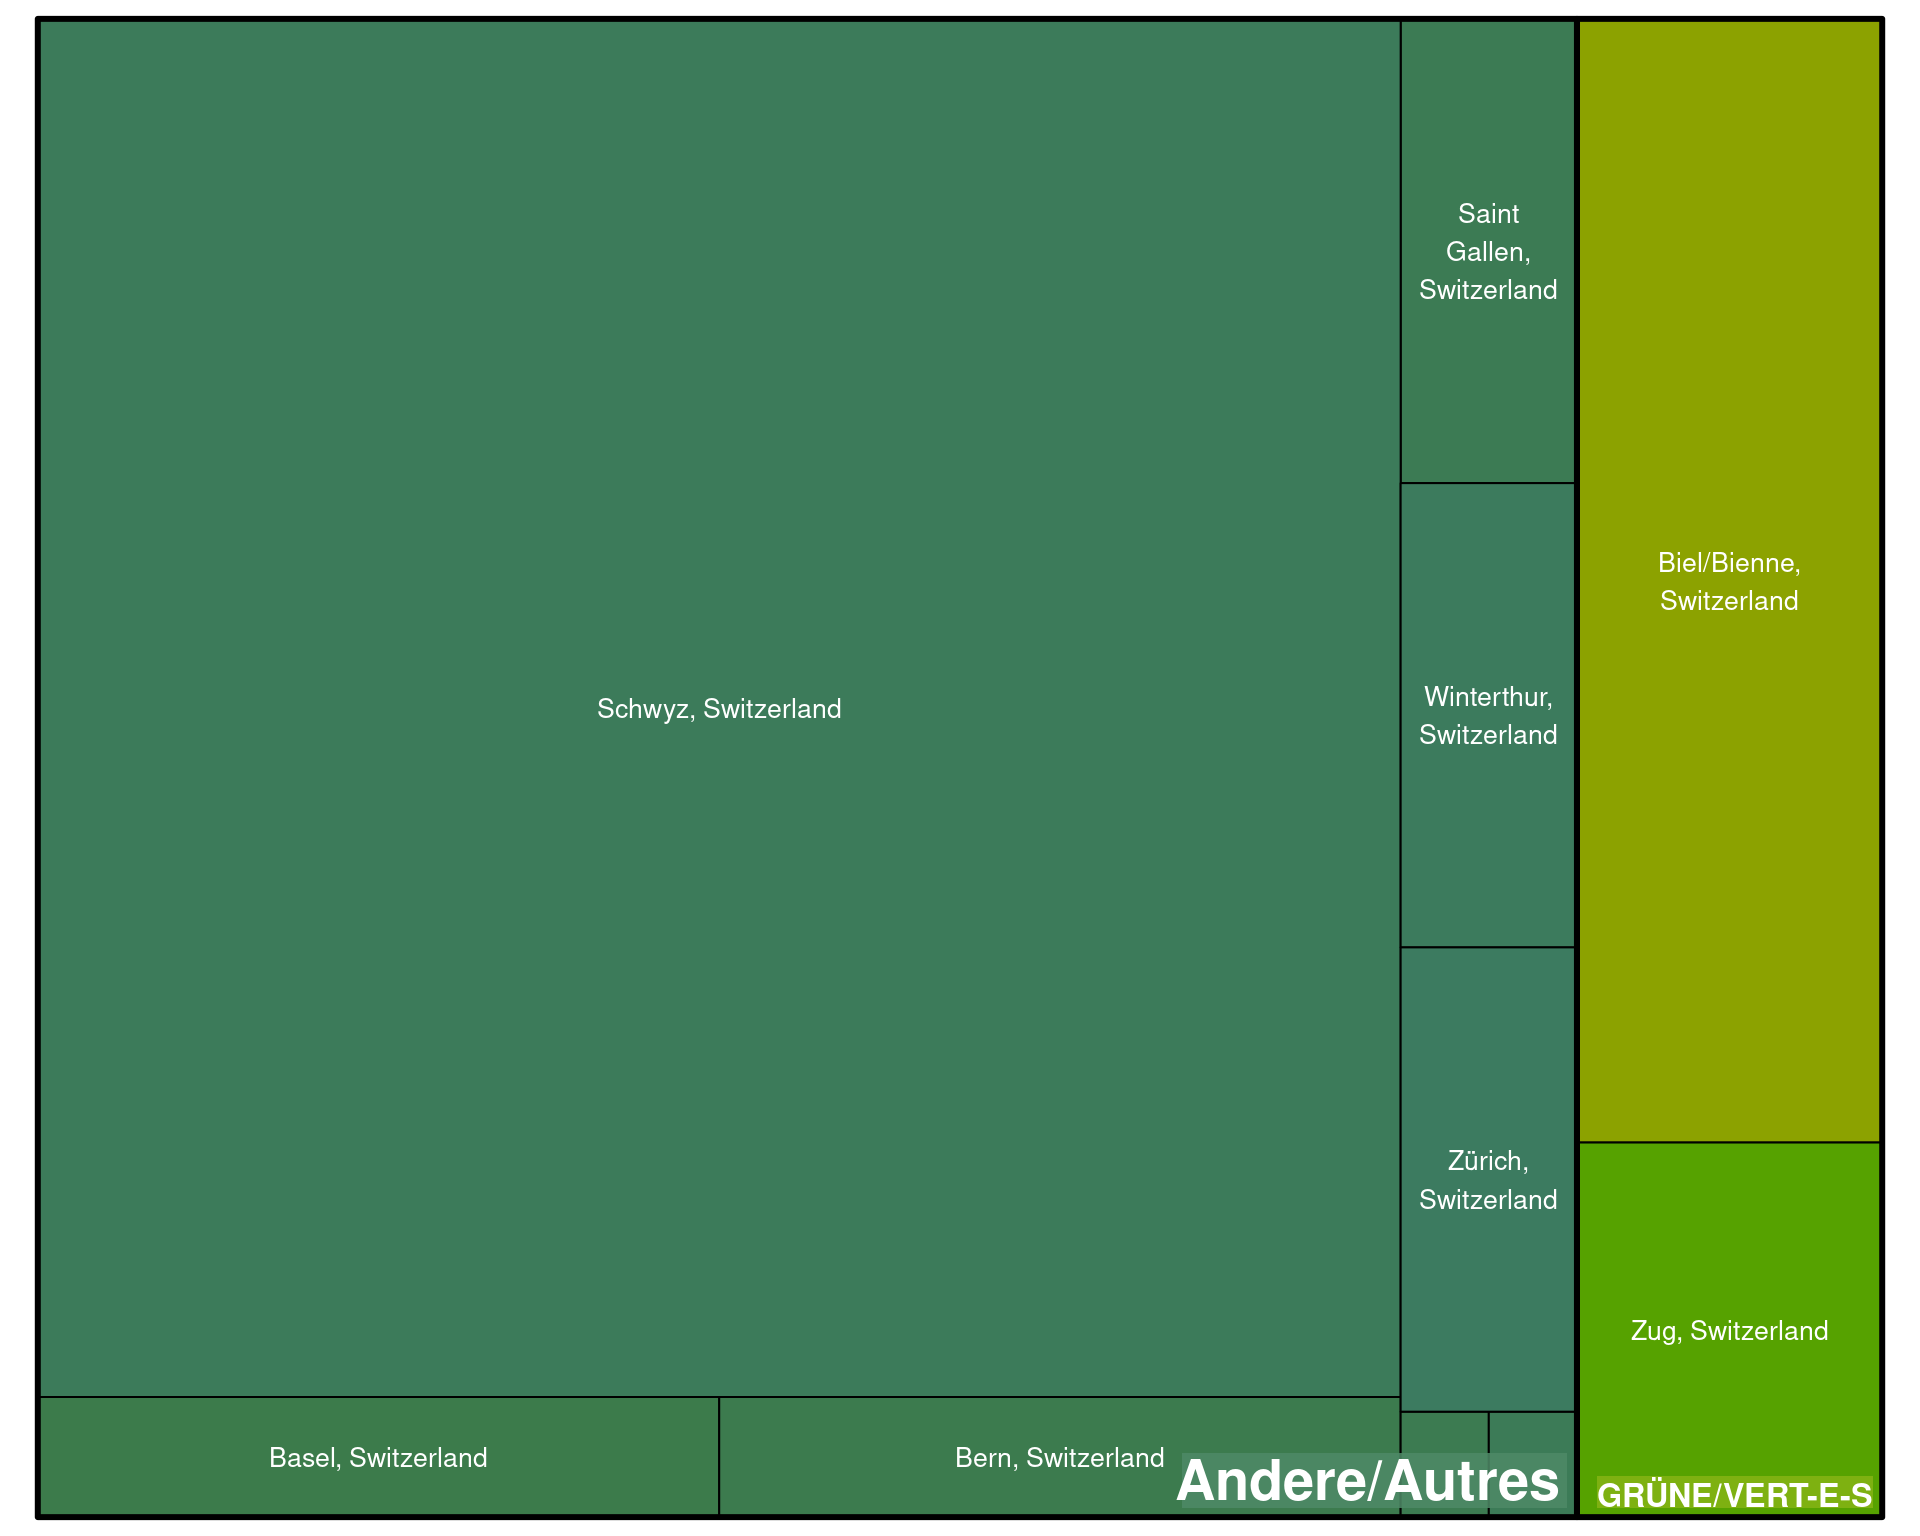 Saint
Gallen,
Switzerland
Biel/Bienne,
Switzerland
Schwyz, Switzerland
Winterthur,
Switzerland
Zürich,
Switzerland
Zug, Switzerland
Basel, Switzerland
Bern, Switzerland
Andere/Autres
GRÜNE/VERT-E-S